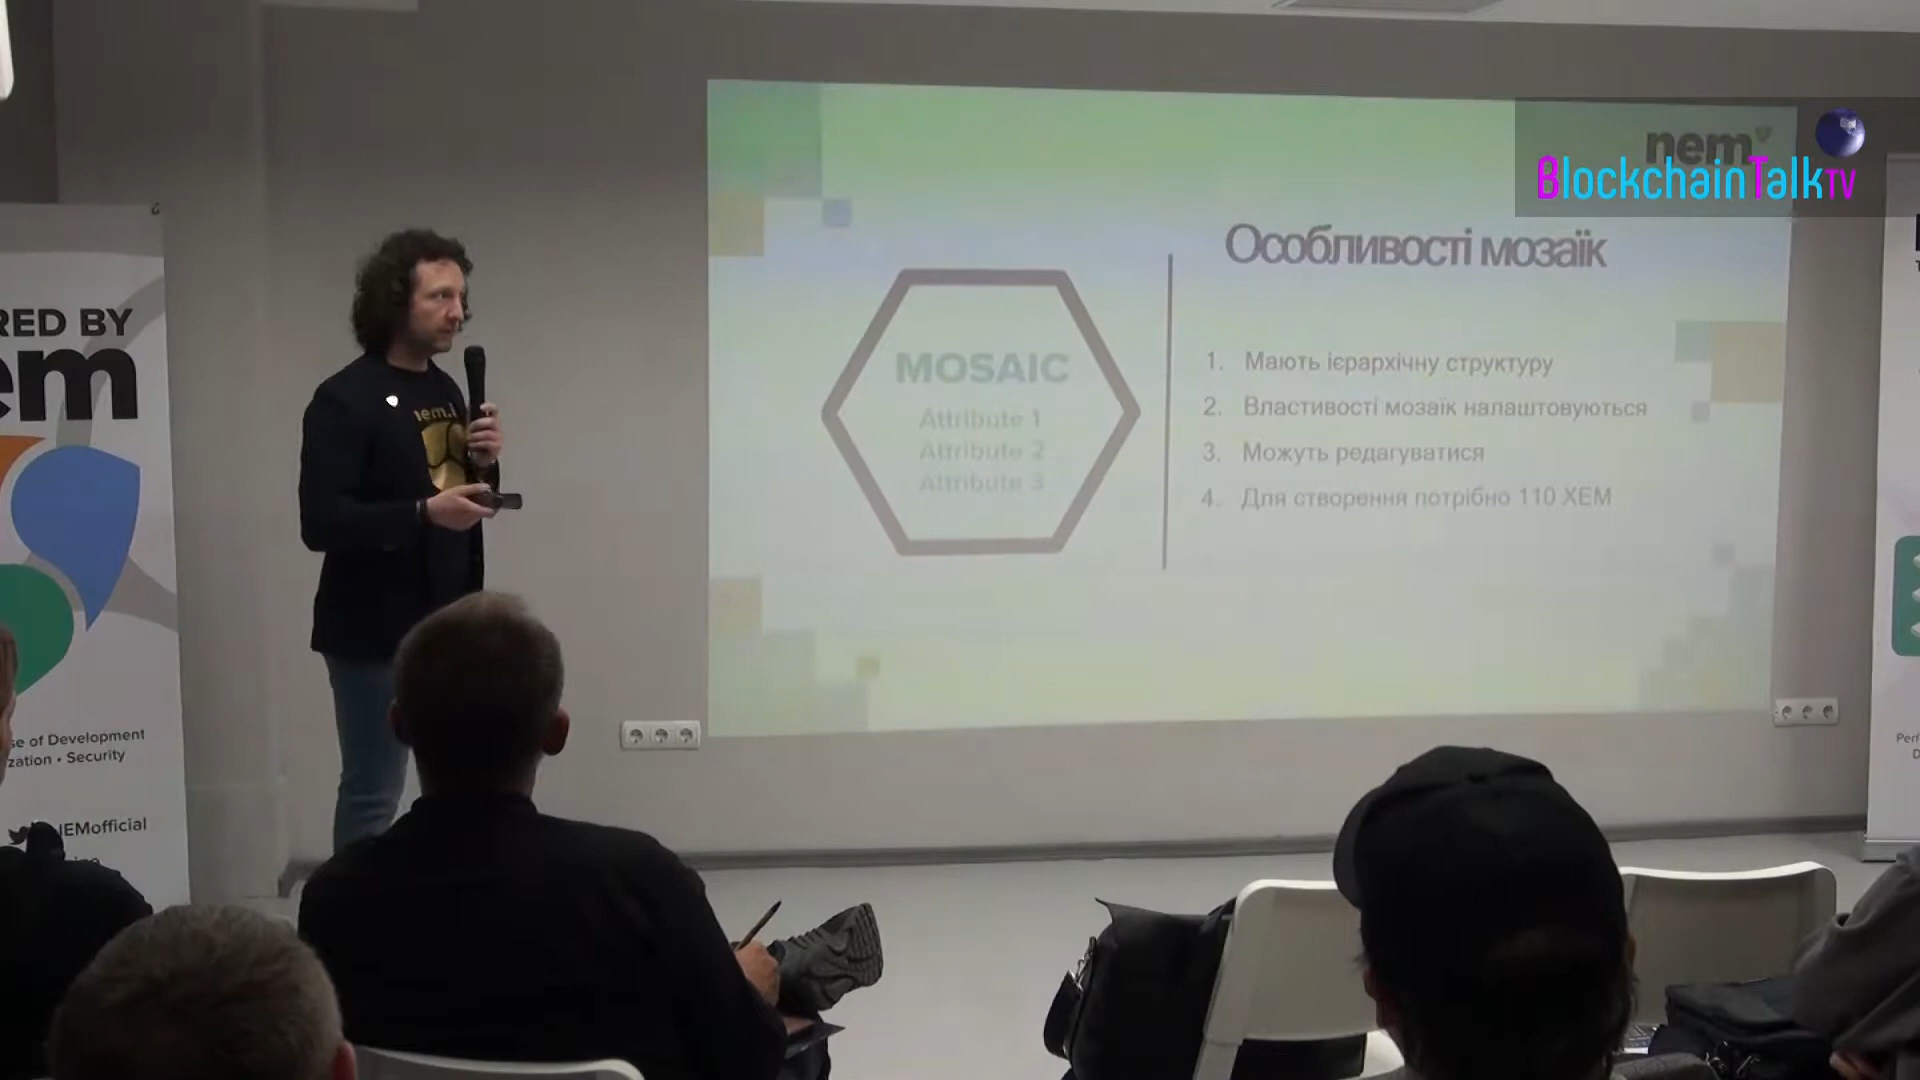 nem
BlockchainTalkTV
Особливості мозаїк
MOSAIC
Attribute 1
Attribute 2
Attribute 3
1. Мають ієрархічну структуру
2. Властивості мозаїк налаштовуються
3. Можуть редагуватися
4. Для створення потрібно 110 XEM
RED BY
em
se of Development
zation • Security
NEMofficial
nem.i